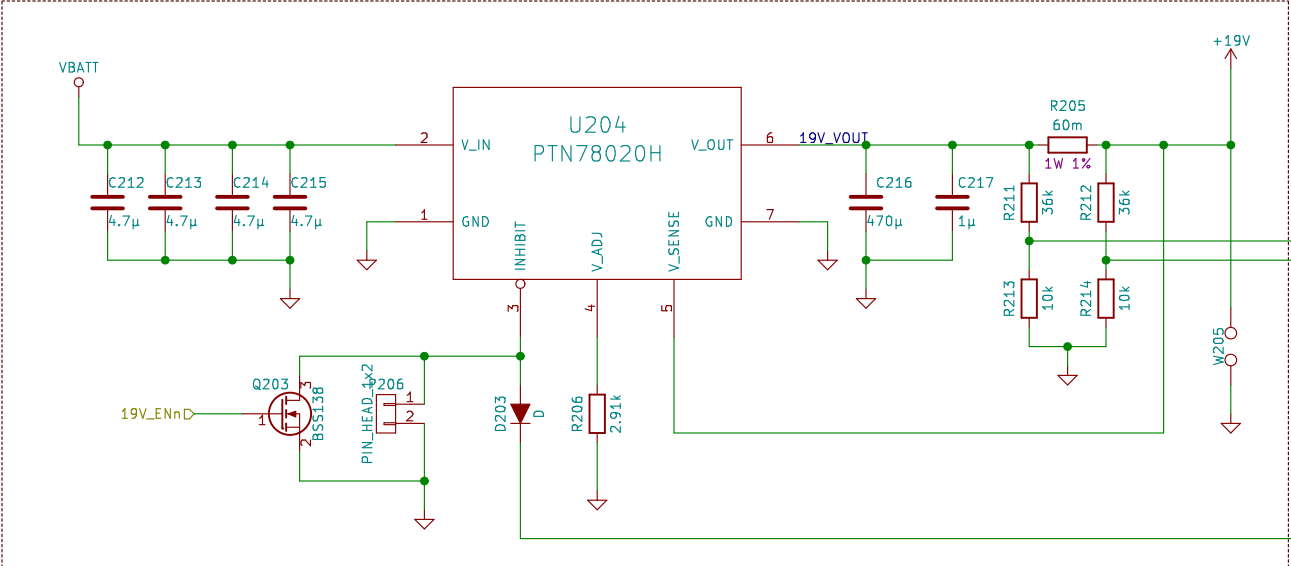 +19V
VBATT
R205
60m
U204
PTN78020H
2
V_IN
V_OUT
6
19V_VOUT
1W 1%
C212
4.7µ
C213
4.7µ
C214
4.7µ
C215
4.7µ
C216
470µ
C217
1µ
R211
36k
R212
36k
1
GND
GND
7
INHIBIT
V_ADJ
V_SENSE
3
4
5
R213
10k
R214
10k
W205
Q203
3
BSS138
1
2
19V_ENn
P206
PIN_HEAD_1x2
1
2
D203
D
R206
2.91k